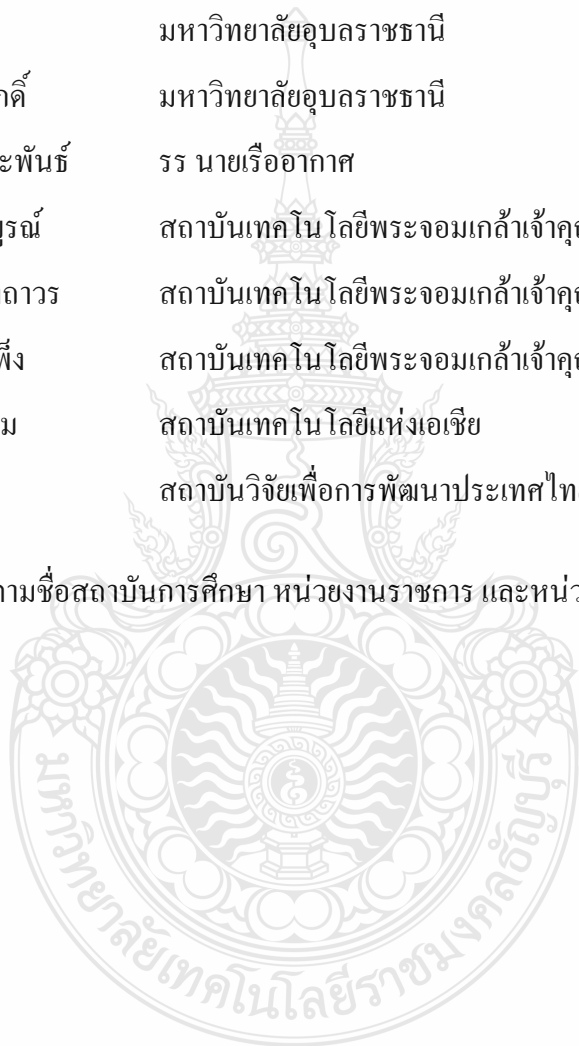 มหาวิทยาลัยอุบลราชธานี
กดิ์ มหาวิทยาลัยอุบลราชธานี
ะพันธ์ รร นายเรืออากาศ
บูรณ์ สถาบันเทคโนโลยีพระจอมเกล้าเจ้าคุณ
ถาวร สถาบันเทคโนโลยีพระจอมเกล้าเจ้าคุณ
พึ่ง สถาบันเทคโนโลยีพระจอมเกล้าเจ้าคุณ
ม สถาบันเทคโนโลยีแห่งเอเชีย
สถาบันวิจัยเพื่อการพัฒนาประเทศไท
ามชื่อสถาบันการศึกษา หน่วยงานราชการ และหน่ว
มหาวิทยาลัยเทคโนโลยีราชมงคลธัญบุรี